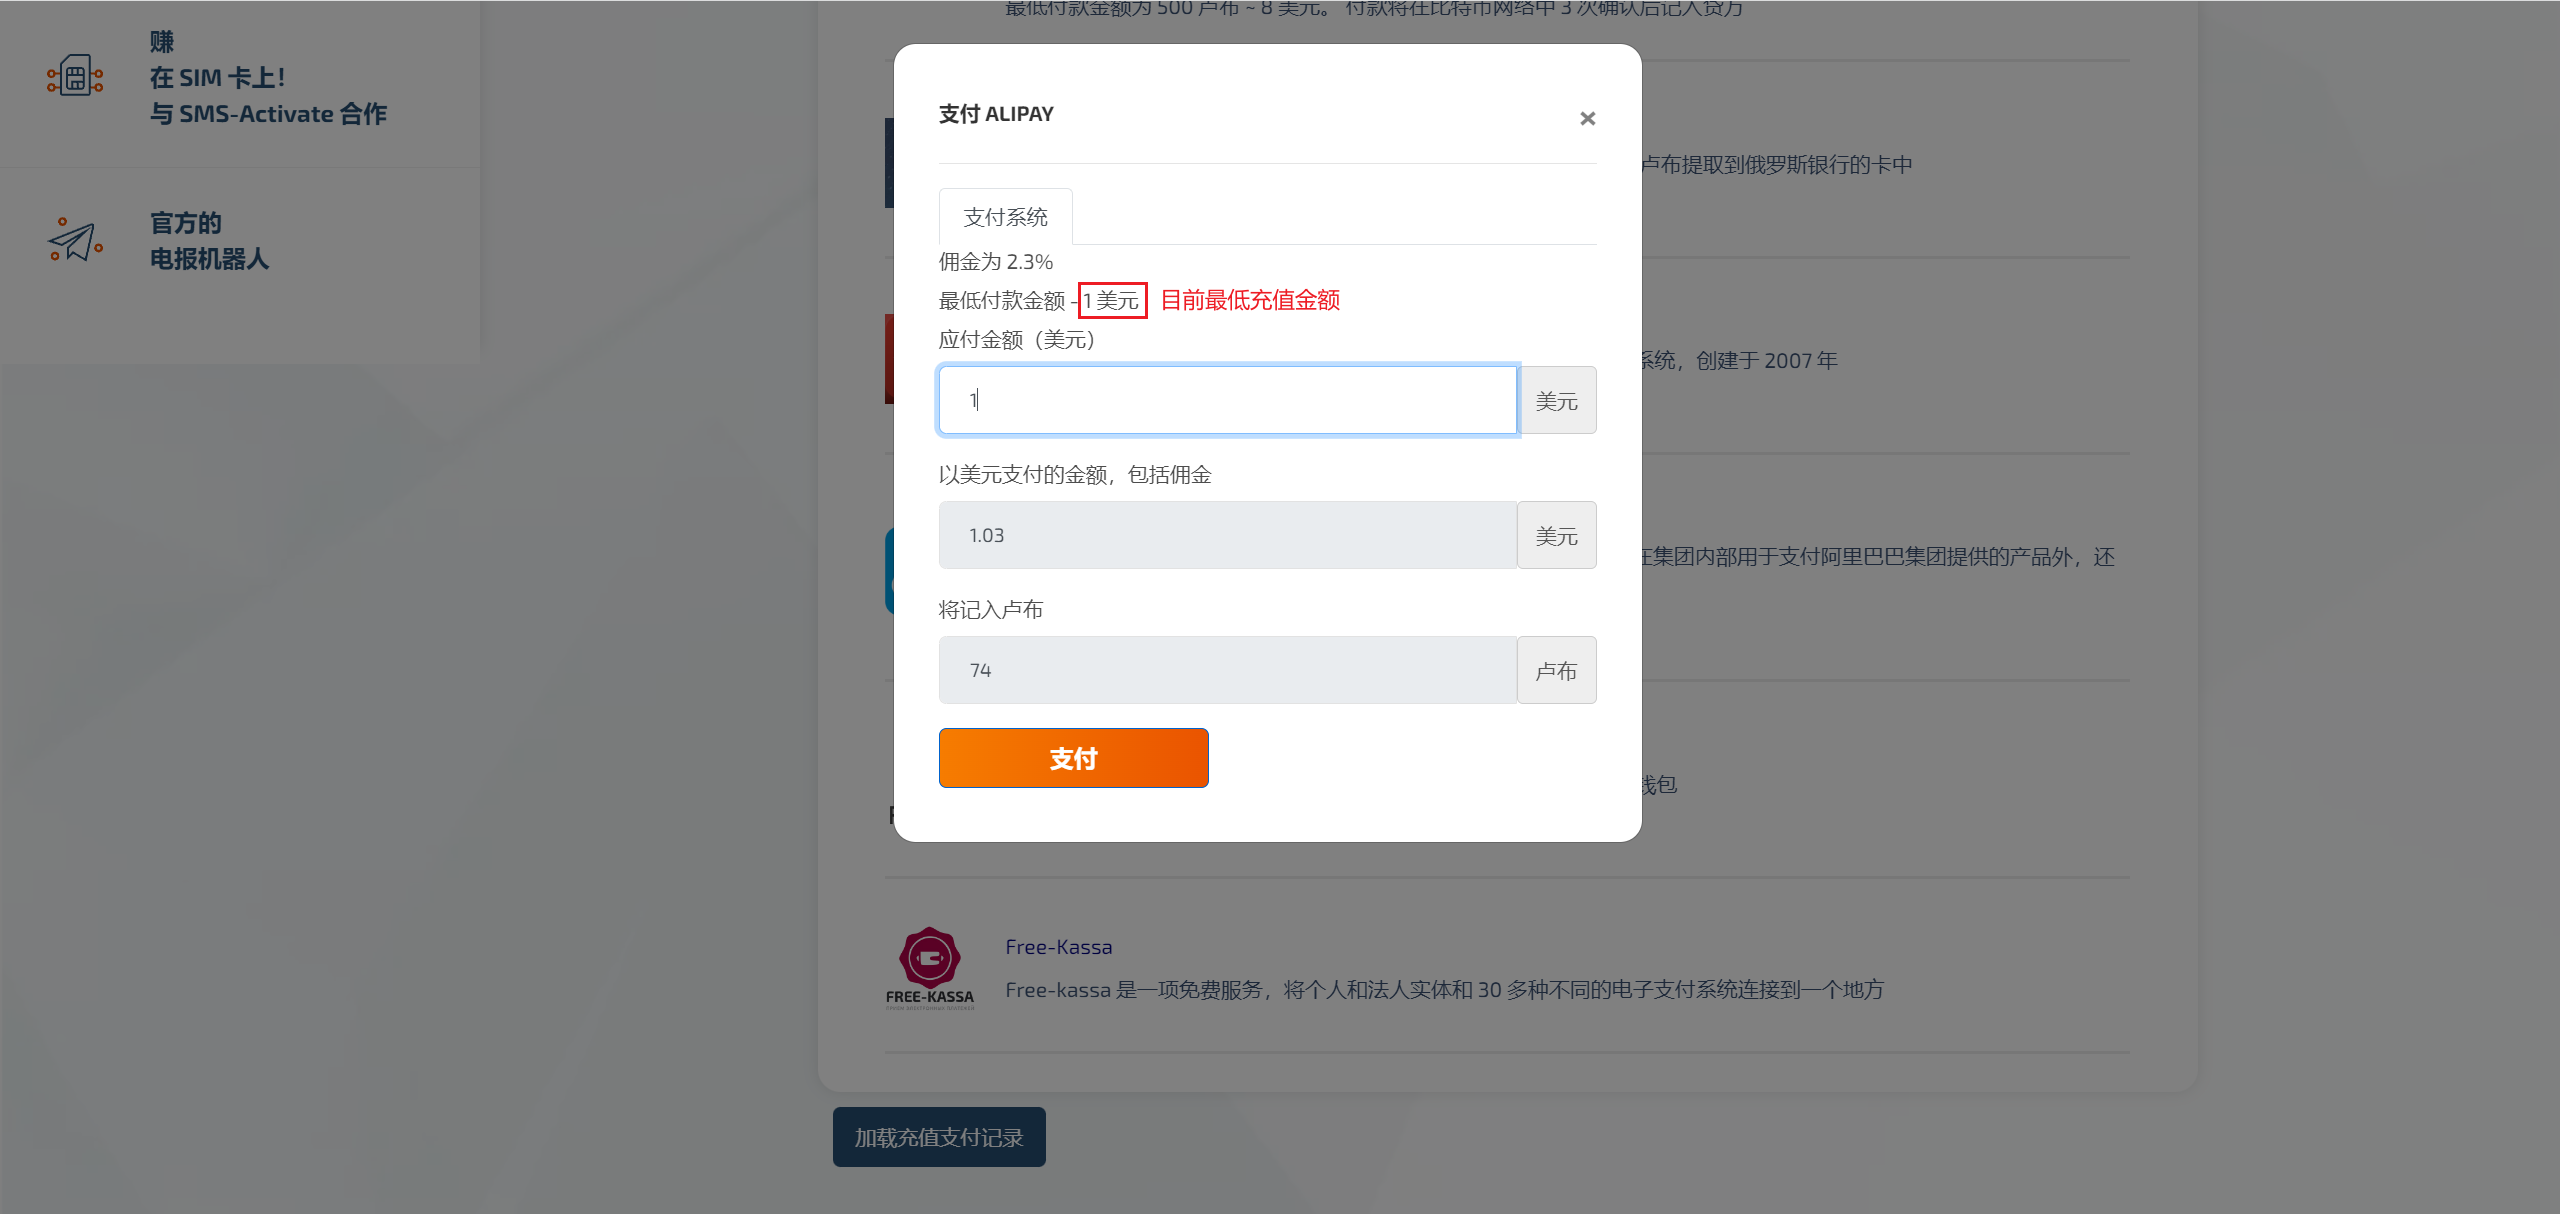 赚
在 SIM 卡上！
与 SMS-Activate 合作
官方的
电报机器人
最低付款金额为 500 卢布 ~ 8 美元。 付款将在比特币网络中 3 次确认后记入贷方
支付 ALIPAY
×
支付系统
佣金为 2.3%
最低付款金额 - 1 美元 目前最低充值金额
应付金额（美元）
1 美元
以美元支付的金额，包括佣金
1.03 美元
将记入卢布
74 卢布
支付
卢布提取到俄罗斯银行的卡中
系统，创建于 2007 年
在集团内部用于支付阿里巴巴集团提供的产品外，还
钱包
FREE-KASSA
Free-Kassa
Free-kassa 是一项免费服务，将个人和法人实体和 30 多种不同的电子支付系统连接到一个地方
加载充值支付记录